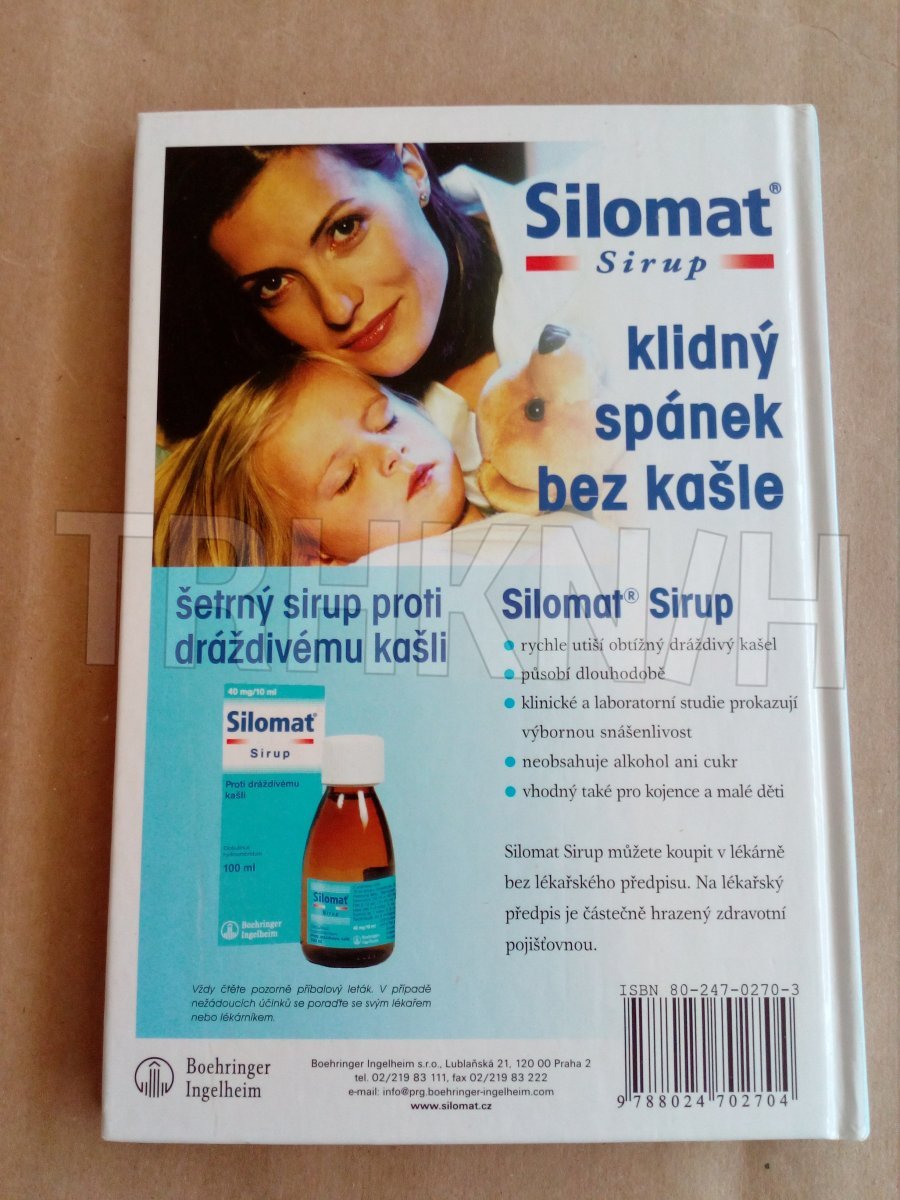 Silomat®
Sirup
klidný
spánek
bez kašle
TRHKNIH
šetrný sirup proti
dráždivému kašli
40 mg/10 ml
Silomat®
Sirup
Proti dráždivému
kašli
100 ml
Boehringer
Ingelheim
Silomat®
Sirup
40 mg/10 ml
Silomat® Sirup
• rychle utiší obtížný dráždivý kašel
• působí dlouhodobě
• klinické a laboratorní studie prokazují
výbornou snášenlivost
• neobsahuje alkohol ani cukr
• vhodný také pro kojence a malé děti
Silomat Sirup můžete koupit v lékárně
bez lékařského předpisu. Na lékařský
předpis je částečně hrazený zdravotní
pojišťovnou.
Vždy čtěte pozorně příbalový leták. V případě
nežádoucích účinků se poraďte se svým lékařem
nebo lékárníkem.
ISBN 80-247-0270-3
9 788024 702704
Boehringer
Ingelheim
Boehringer Ingelheim s.r.o., Lublaňská 21, 120 00 Praha 2
tel. 02/219 83 111, fax 02/219 83 222
e-mail: info@prg.boehringer-ingelheim.com
www.silomat.cz